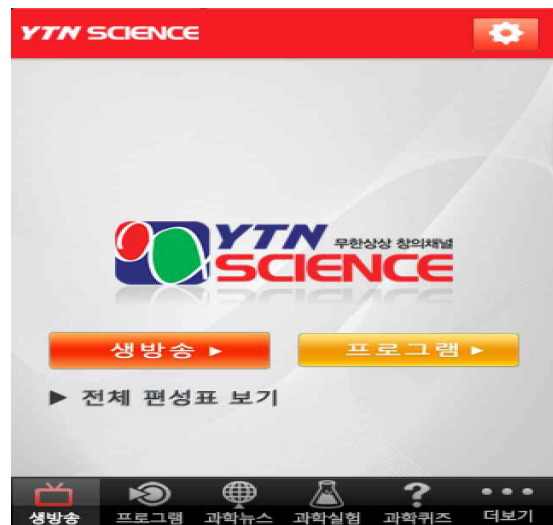 YTN SCIENCE
YTN 무한상상 창의채널
SCIENCE
생방송 ▶ 프로그램 ▶
▶ 전체 편성표 보기
생방송 프로그램 과학뉴스 과학실험 과학퀴즈 더보기